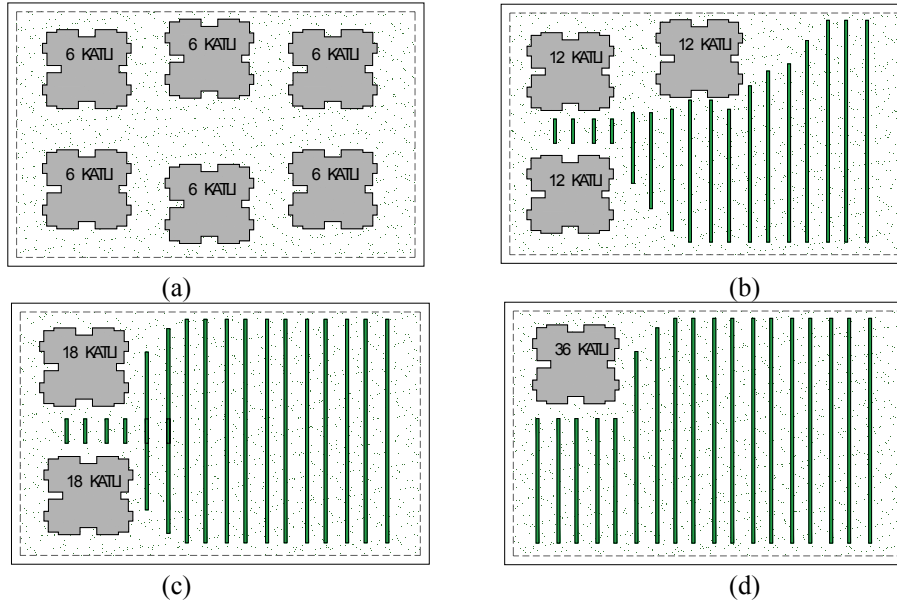 6 KATLI
6 KATLI
6 KATLI
6 KATLI
6 KATLI
6 KATLI
(a)
12 KATLI
12 KATLI
12 KATLI
(b)
18 KATLI
18 KATLI
(c)
36 KATLI
(d)